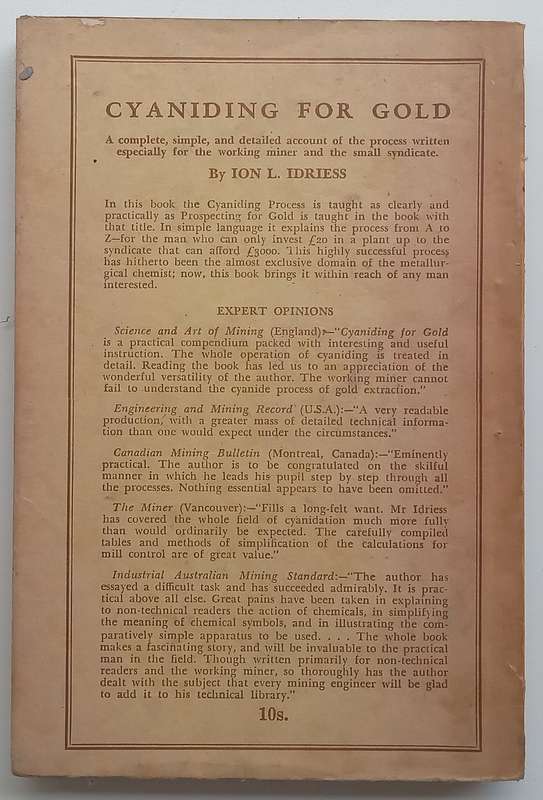 CYANIDING FOR GOLD
A complete, simple, and detailed account of the process written
especially for the working miner and the small syndicate.
By ION L. IDRIESS
In this book the Cyaniding Process is taught as clearly and
practically as Prospecting for Gold is taught in the book with
that title. In simple language it explains the process from A to
Z—for the man who can only invest £20 in a plant up to the
syndicate that can afford £3000. This highly successful process
has hitherto been the almost exclusive domain of the metallur-
gical chemist; now, this book brings it within reach of any man
interested.
EXPERT OPINIONS
Science and Art of Mining (England):—"Cyaniding for Gold
is a practical compendium packed with interesting and useful
instruction. The whole operation of cyaniding is treated in
detail. Reading the book has led us to an appreciation of the
wonderful versatility of the author. The working miner cannot
fail to understand the cyanide process of gold extraction."
Engineering and Mining Record (U.S.A.):—"A very readable
production, with a greater mass of detailed technical informa-
tion than one would expect under the circumstances."
Canadian Mining Bulletin (Montreal, Canada):—"Eminently
practical. The author is to be congratulated on the skilful
manner in which he leads his pupil step by step through all
the processes. Nothing essential appears to have been omitted."
The Miner (Vancouver):—"Fills a long-felt want. Mr Idriess
has covered the whole field of cyanidation much more fully
than would ordinarily be expected. The carefully compiled
tables and methods of simplification of the calculations for
mill control are of great value."
Industrial Australian Mining Standard:—"The author has
essayed a difficult task and has succeeded admirably. It is prac-
tical above all else. Great pains have been taken in explaining
to non-technical readers the action of chemicals, in simplifying
the meaning of chemical symbols, and in illustrating the com-
paratively simple apparatus to be used. . . . The whole book
makes a fascinating story, and will be invaluable to the practical
man in the field. Though written primarily for non-technical
readers and the working miner, so thoroughly has the author
dealt with the subject that every mining engineer will be glad
to add it to his technical library."
10s.